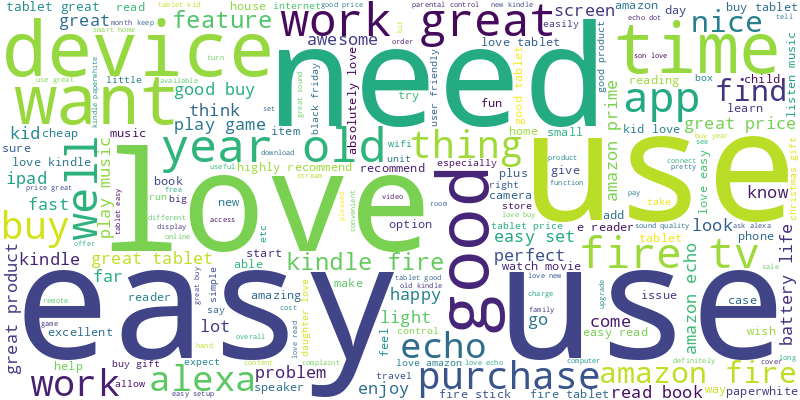 tablet great
read
house internet
good price
parental control
new kindle
screen
amazon
day
buy tablet
month keep
tablet kid
great
feature
work great
easily
nice
echo dot
tell
smart home
awesome
love tablet
order
bit
son love
device
need
time
use great
available
turn
want
good buy
think
try
fun
user friendly
good tablet
good product
app
find
box
child
learn
reading
listen music
kindle paperwhite
set
great sound
black friday
absolutely love
amazon prime
kid
cheap
play game
item
home
small
kid love
great price
sure
music
year old
wifi
thing
use
buy year
love kindle
download
unit
especially
product
connect
see
pretty
ipad
well
play music
useful
highly recommend
recommend
plus
give
love easy
know
price great
book
free
stream
right
camera
function
pay
take
christmas gift
fast
tablet easy
run
big
love
video
room
store
love buy
add
ask alexa
buy
different
display
new
access
pleased
convenient
option
good
tablet price
e reader
sound quality
look
phone
offer
online
etc
easy set
tablet
kindle
great tablet
start
kindle fire
perfect
fire tv
battery life
great product
far
able
make
tablet good
old kindle
watch movie
love new
amazon echo
sale
reader
simple
great buy
amazing
happy
charge
upgrade
issue
case
remote
say
cost
daughter love
light
family
go
come
wish
game
excellent
lot
overall
feel
control
echo
easy read
long
easy
use
hand
love read
help
expect
content
complaint
love amazon
love echo
computer
definitely
cover
work
buy gift
allow
alexa
problem
speaker
travel
enjoy
purchase
amazon fire
easy setup
fire stick
fire tablet
read book
way
paperwhite